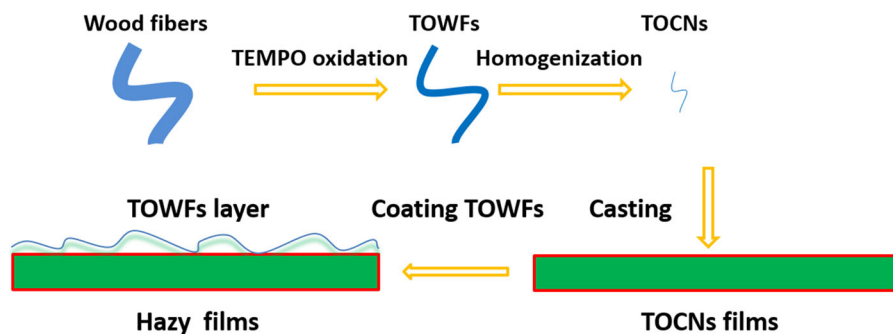 Wood fibers
TEMPO oxidation
TOWFs
Homogenization
TOCNs
TOWFs layer
Coating TOWFs
Casting
Hazy films
TOCNs films